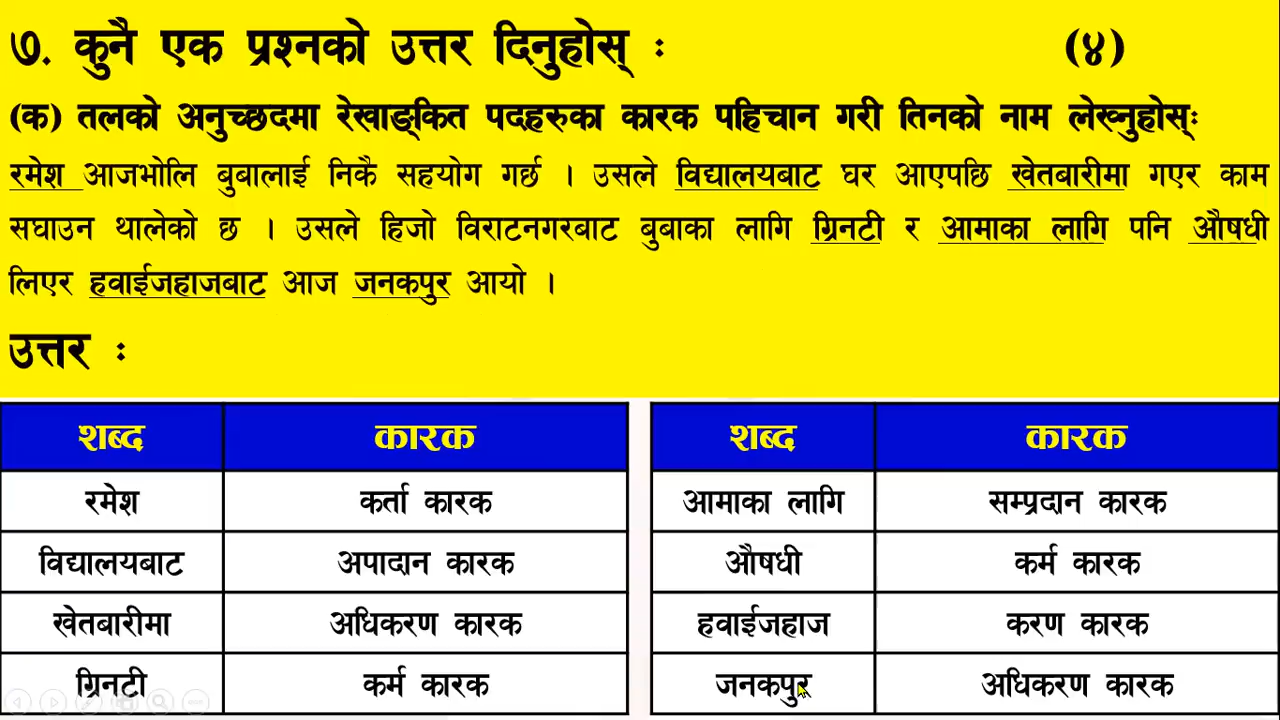 ७. कुनै एक प्रश्नको उत्तर दिनुहोस् : (४)
(क) तलको अनुच्छदमा रेखाङ्कित पदहरुका कारक पहिचान गरी तिनको नाम लेख्नुहोस्ः
रमेश आजभोलि बुबालाई निकै सहयोग गर्छ । उसले विद्यालयबाट घर आएपछि खेतबारीमा गएर काम
सघाउन थालेको छ । उसले हिजो विराटनगरबाट बुबाका लागि ग्रिनटी र आमाका लागि पनि औषधी
लिएर हवाईजहाजबाट आज जनकपुर आयो ।
उत्तर :
शब्द कारक शब्द कारक
रमेश कर्ता कारक आमाका लागि सम्प्रदान कारक
विद्यालयबाट अपादान कारक औषधी कर्म कारक
खेतबारीमा अधिकरण कारक हवाईजहाज करण कारक
ग्रिनटी कर्म कारक जनकपुर अधिकरण कारक